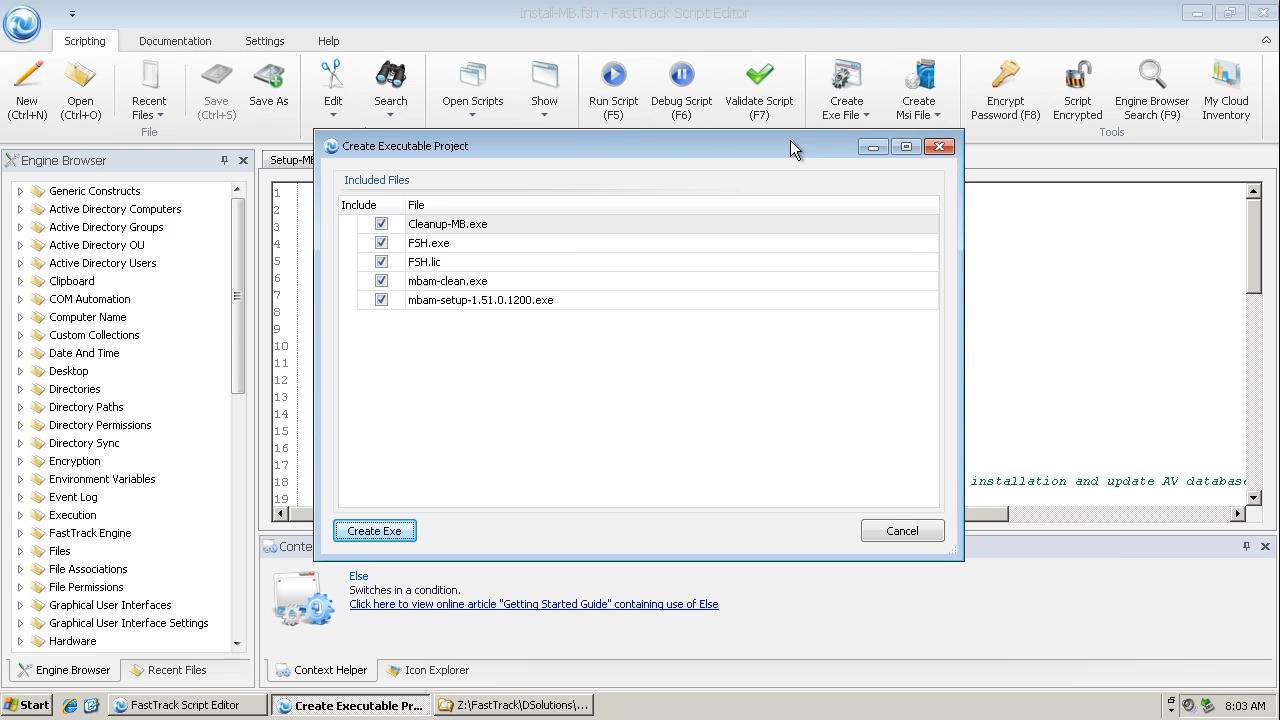 Install-MB.fsh - FastTrack Script Editor
Scripting
Documentation
Settings
Help
New (Ctrl+N)
Open (Ctrl+O)
Recent Files
Save (Ctrl+S)
Save As
Edit
Search
Open Scripts
Show
Run Script (F5)
Debug Script (F6)
Validate Script (F7)
Create Exe File
Create Msi File
Encrypt Password (F8)
Script Encrypted
Engine Browser Search (F9)
My Cloud Inventory
File
Tools
Engine Browser
Generic Constructs
Active Directory Computers
Active Directory Groups
Active Directory OU
Active Directory Users
Clipboard
COM Automation
Computer Name
Custom Collections
Date And Time
Desktop
Directories
Directory Paths
Directory Permissions
Directory Sync
Encryption
Environment Variables
Event Log
Execution
FastTrack Engine
Files
File Associations
File Permissions
Graphical User Interfaces
Graphical User Interface Settings
Hardware
Engine Browser
Recent Files
Setup-MB
1
2
3
4
5
6
7
8
9
10
11
12
13
14
15
16
17
18
19
installation and update AV databas
Create Executable Project
Included Files
Include
File
Cleanup-MB.exe
FSH.exe
FSH.lic
mbam-clean.exe
mbam-setup-1.51.0.1200.exe
Create Exe
Cancel
Conte
Else
Switches in a condition.
Click here to view online article "Getting Started Guide" containing use of Else
Context Helper
Icon Explorer
Start
FastTrack Script Editor
Create Executable Pr...
Z:\FastTrack\DSolutions\,...
8:03 AM